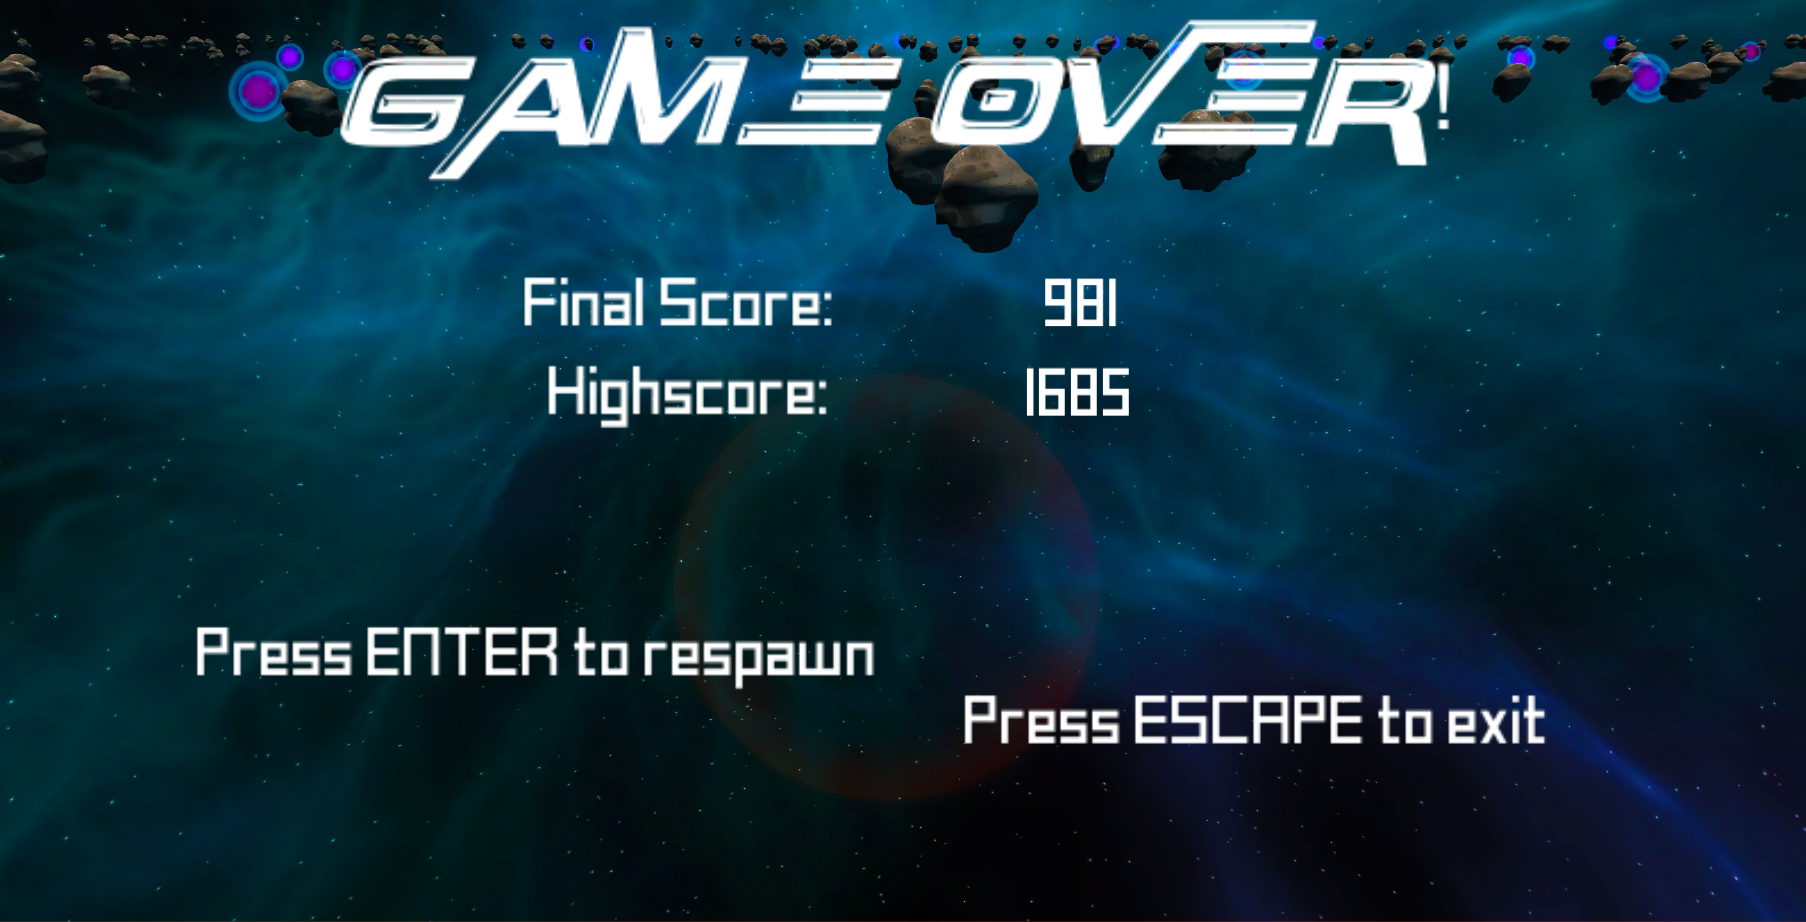 GAME OVER!
Final Score: 981
Highscore: 1685
Press ENTER to respawn
Press ESCAPE to exit